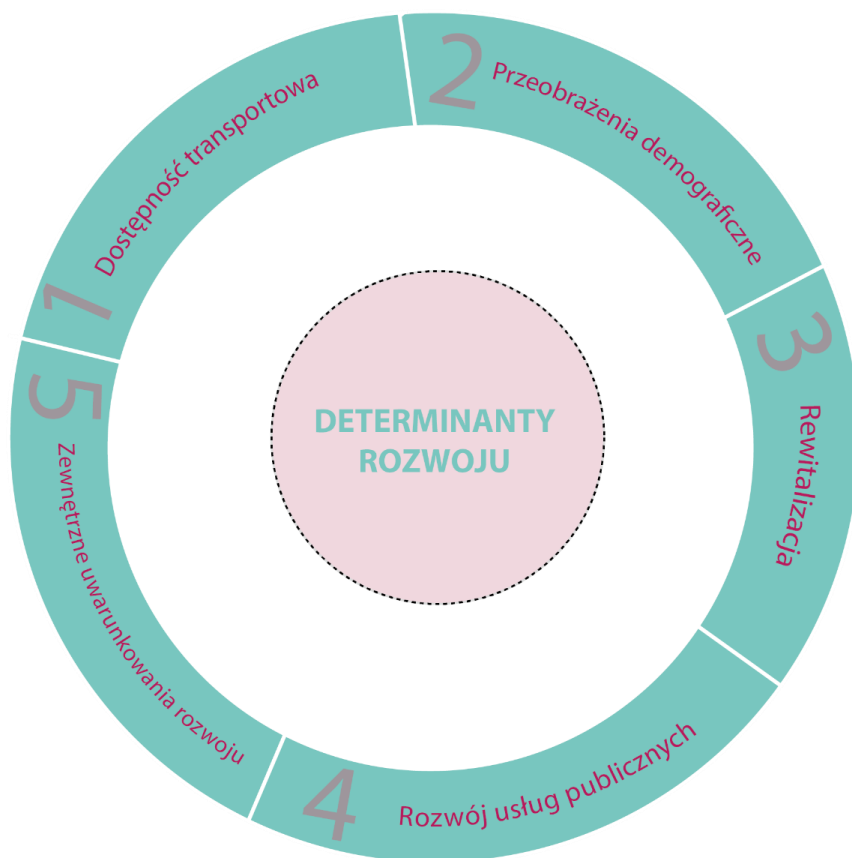 DETERMINANTY
ROZWOJU
1
Dostępność transportowa
2
Przeobrażenia demograficzne
3
Rewitalizacja
4
Rozwój usług publicznych
5
Zewnętrzne uwarunkowania rozwoju